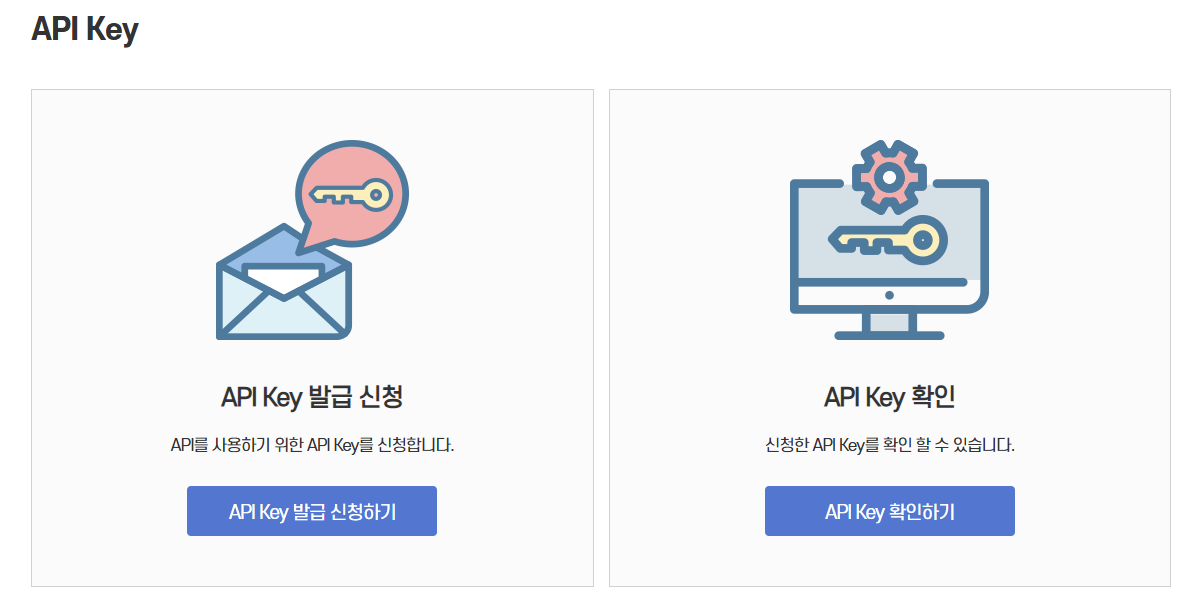 API Key
API Key 발급 신청
API를 사용하기 위한 API Key를 신청합니다.
API Key 발급 신청하기
API Key 확인
신청한 API Key를 확인 할 수 있습니다.
API Key 확인하기